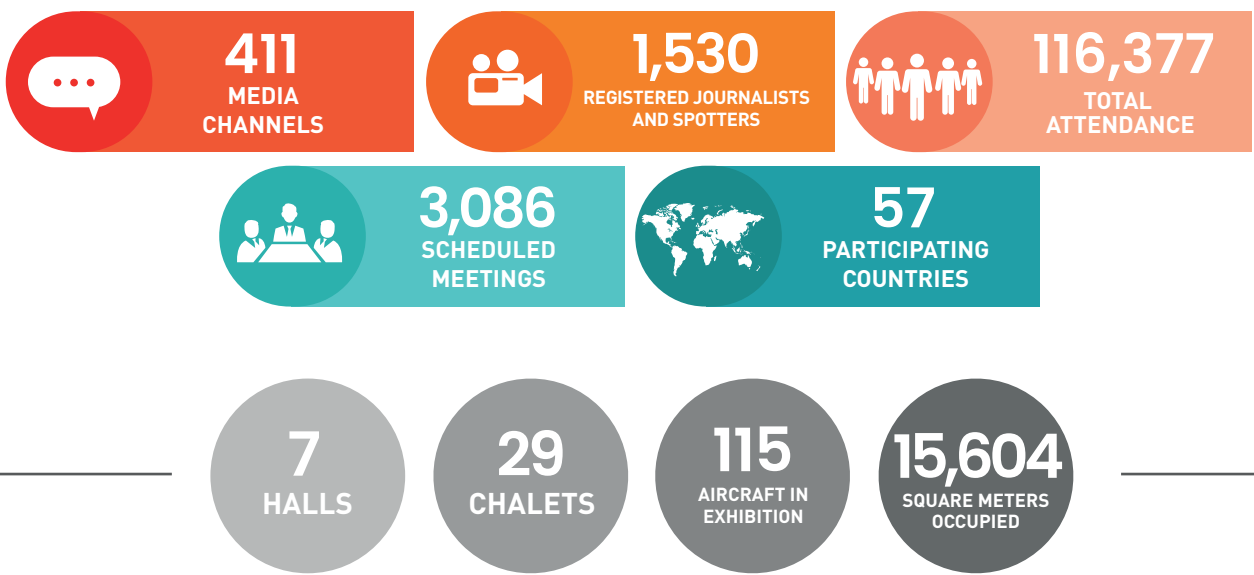 411
MEDIA
CHANNELS
1,530
REGISTERED JOURNALISTS
AND SPOTTERS
116,377
TOTAL
ATTENDANCE
3,086
SCHEDULED
MEETINGS
57
PARTICIPATING
COUNTRIES
7
HALLS
29
CHALETS
115
AIRCRAFT IN
EXHIBITION
15,604
SQUARE METERS
OCCUPIED